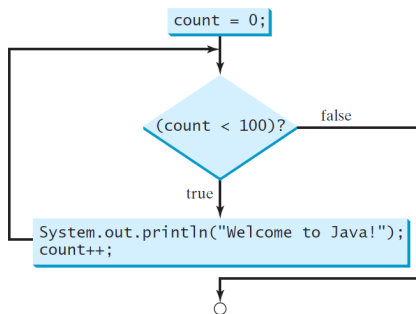 count = 0;
(count < 100)?
false
true
System.out.println("Welcome to Java!");
count++;